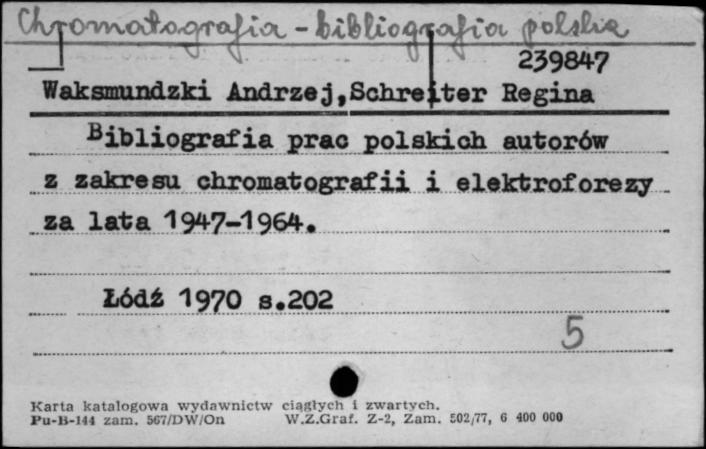 Chromatografia - bibliografia polska
239847
Waksmundzki Andrzej,Schreiter Regina
Bibliografia prac polskich autorów
z zakresu chromatografii i elektroforezy
za lata 1947-1964.
Łódź 1970 s.202
5
Karta katalogowa wydawnictw ciągłych i zwartych.
Pu-B-144 zam. 567/DW/On W.Z.Graf. Z-2, Zam. 502/77, 6 400 000